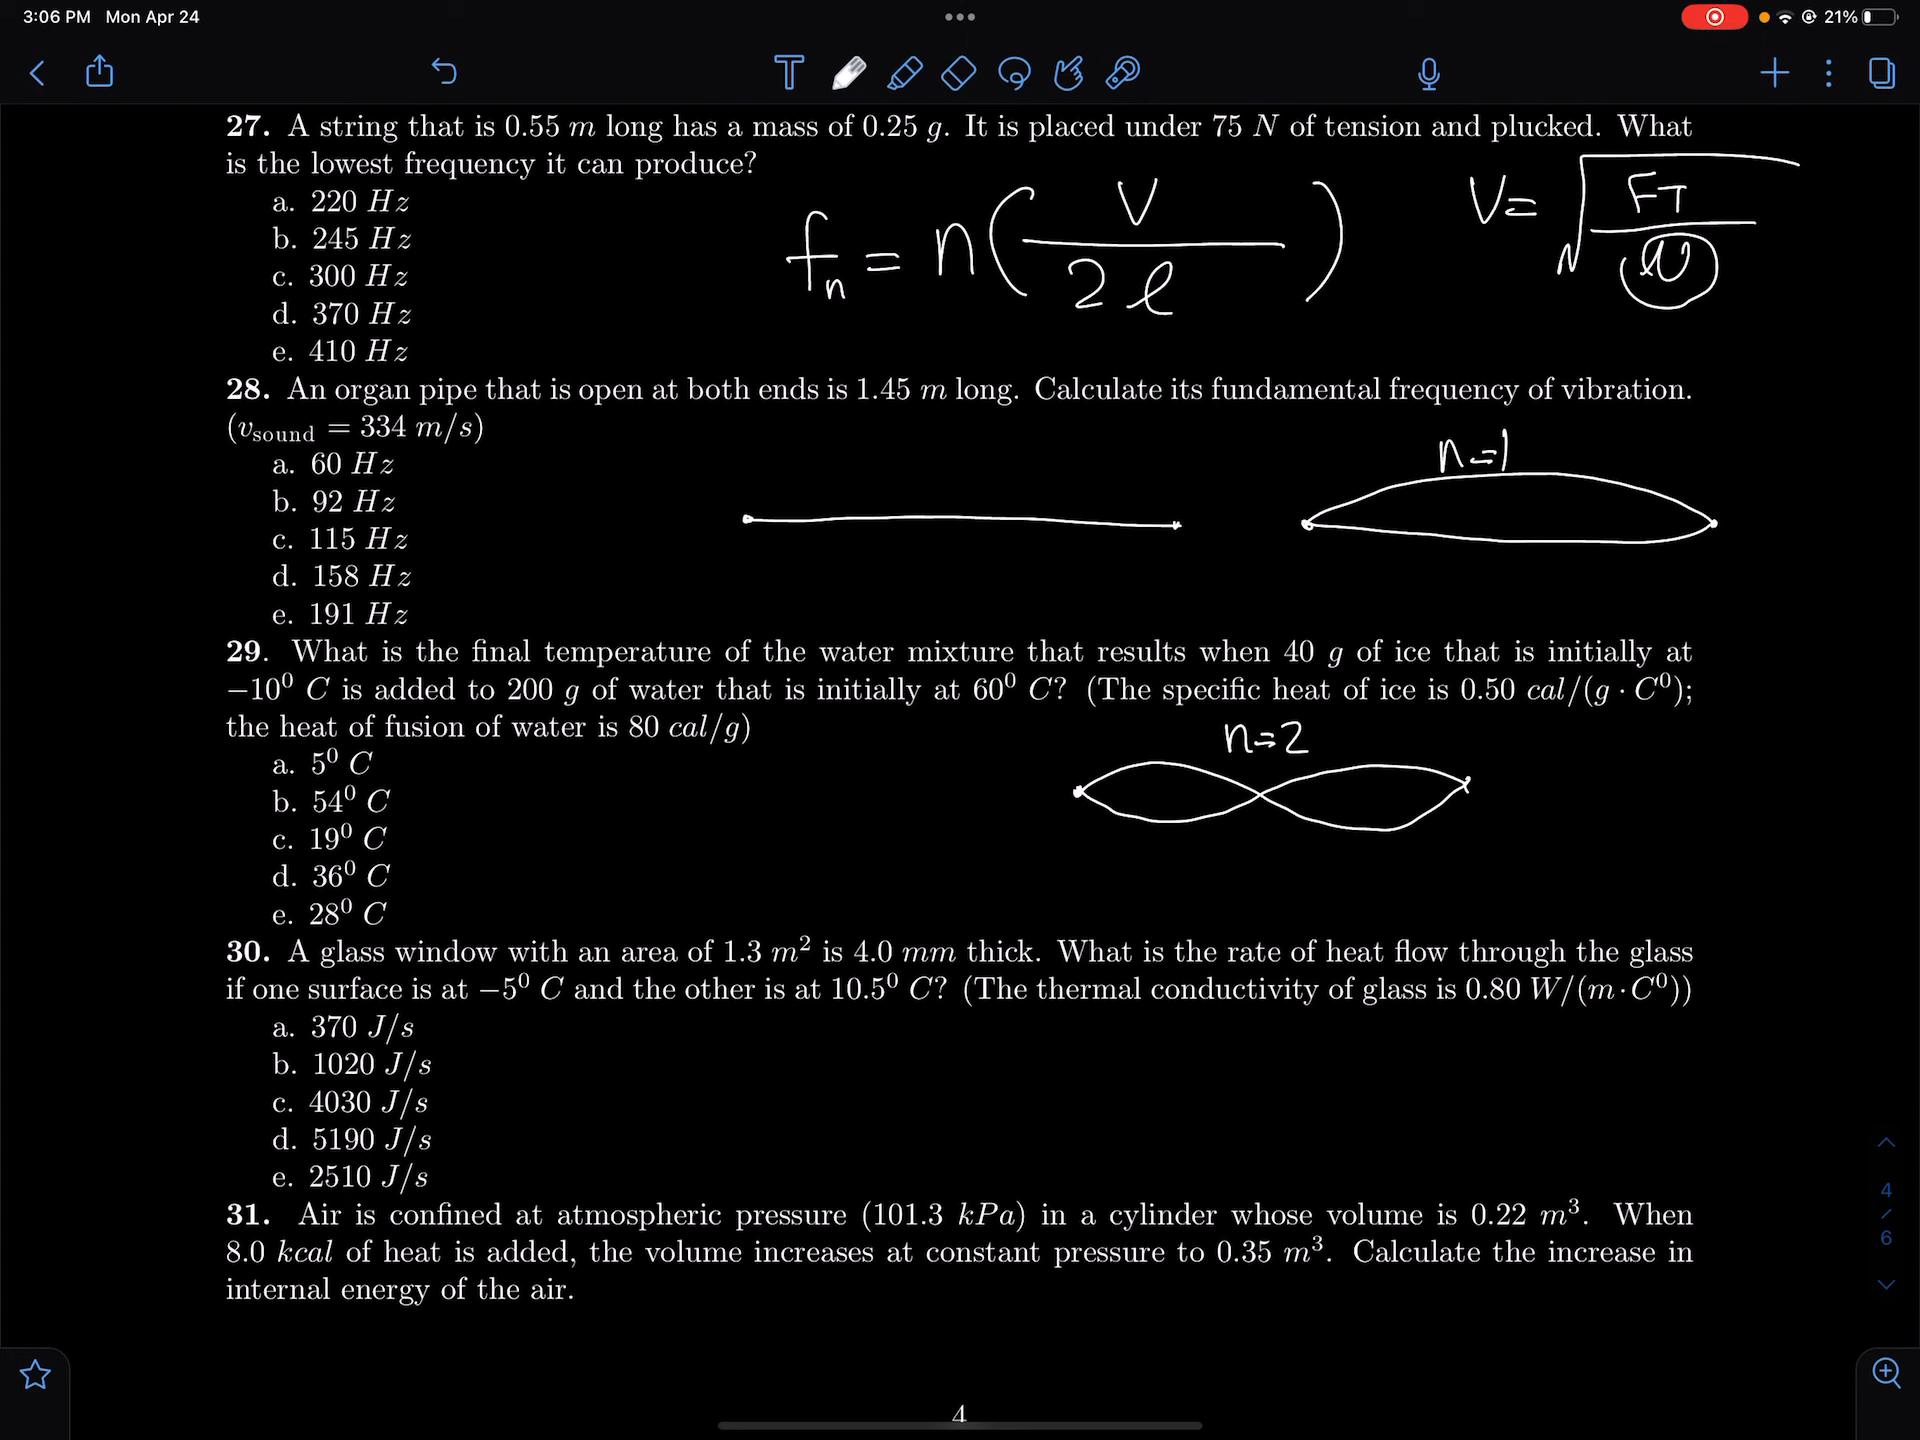 3:06 PM Mon Apr 24
21%
27. A string that is 0.55 m long has a mass of 0.25 g. It is placed under 75 N of tension and plucked. What
is the lowest frequency it can produce?
a. 220 Hz
b. 245 Hz
c. 300 Hz
d. 370 Hz
e. 410 Hz
fn = n( V / 2 ℓ )
V= √ FT
28. An organ pipe that is open at both ends is 1.45 m long. Calculate its fundamental frequency of vibration.
(vsound = 334 m/s)
a. 60 Hz
b. 92 Hz
c. 115 Hz
d. 158 Hz
e. 191 Hz
n=1
29. What is the final temperature of the water mixture that results when 40 g of ice that is initially at
−10⁰ C is added to 200 g of water that is initially at 60⁰ C? (The specific heat of ice is 0.50 cal/(g · C⁰);
the heat of fusion of water is 80 cal/g)
a. 5⁰ C
b. 54⁰ C
c. 19⁰ C
d. 36⁰ C
e. 28⁰ C
n=2
30. A glass window with an area of 1.3 m² is 4.0 mm thick. What is the rate of heat flow through the glass
if one surface is at −5⁰ C and the other is at 10.5⁰ C? (The thermal conductivity of glass is 0.80 W/(m · C⁰))
a. 370 J/s
b. 1020 J/s
c. 4030 J/s
d. 5190 J/s
e. 2510 J/s
31. Air is confined at atmospheric pressure (101.3 kPa) in a cylinder whose volume is 0.22 m³. When
8.0 kcal of heat is added, the volume increases at constant pressure to 0.35 m³. Calculate the increase in
internal energy of the air.
4
/
6
4